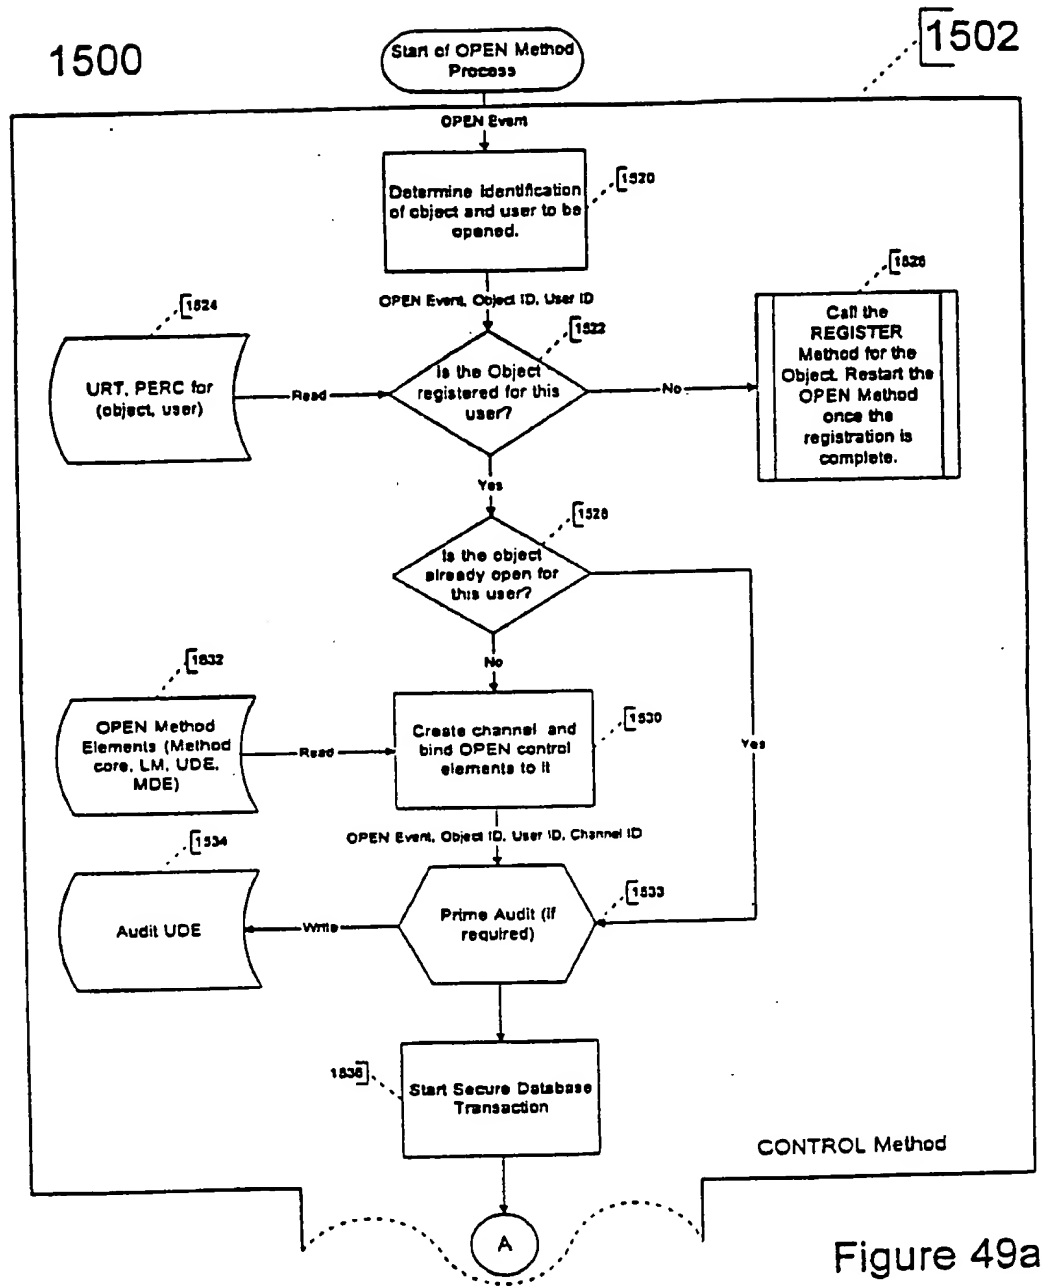 1500
1502
Start of OPEN Method
Process
OPEN Event
1520
Determine Identification
of object and user to be
opened.
OPEN Event, Object ID, User ID
1524
1522
1526
URT, PERC for
(object, user)
Read
Is the Object
registered for this
user?
No
Call the
REGISTER
Method for the
Object. Restart the
OPEN Method
once the
registration is
complete.
Yes
1528
Is the object
already open for
this user?
No
Yes
1532
1530
OPEN Method
Elements (Method
core, LM, UDE,
MDE)
Read
Create channel and
bind OPEN control
elements to it
OPEN Event, Object ID, User ID, Channel ID
1534
1533
Audit UDE
Write
Prime Audit (if
required)
1536
Start Secure Database
Transaction
CONTROL Method
A
Figure 49a